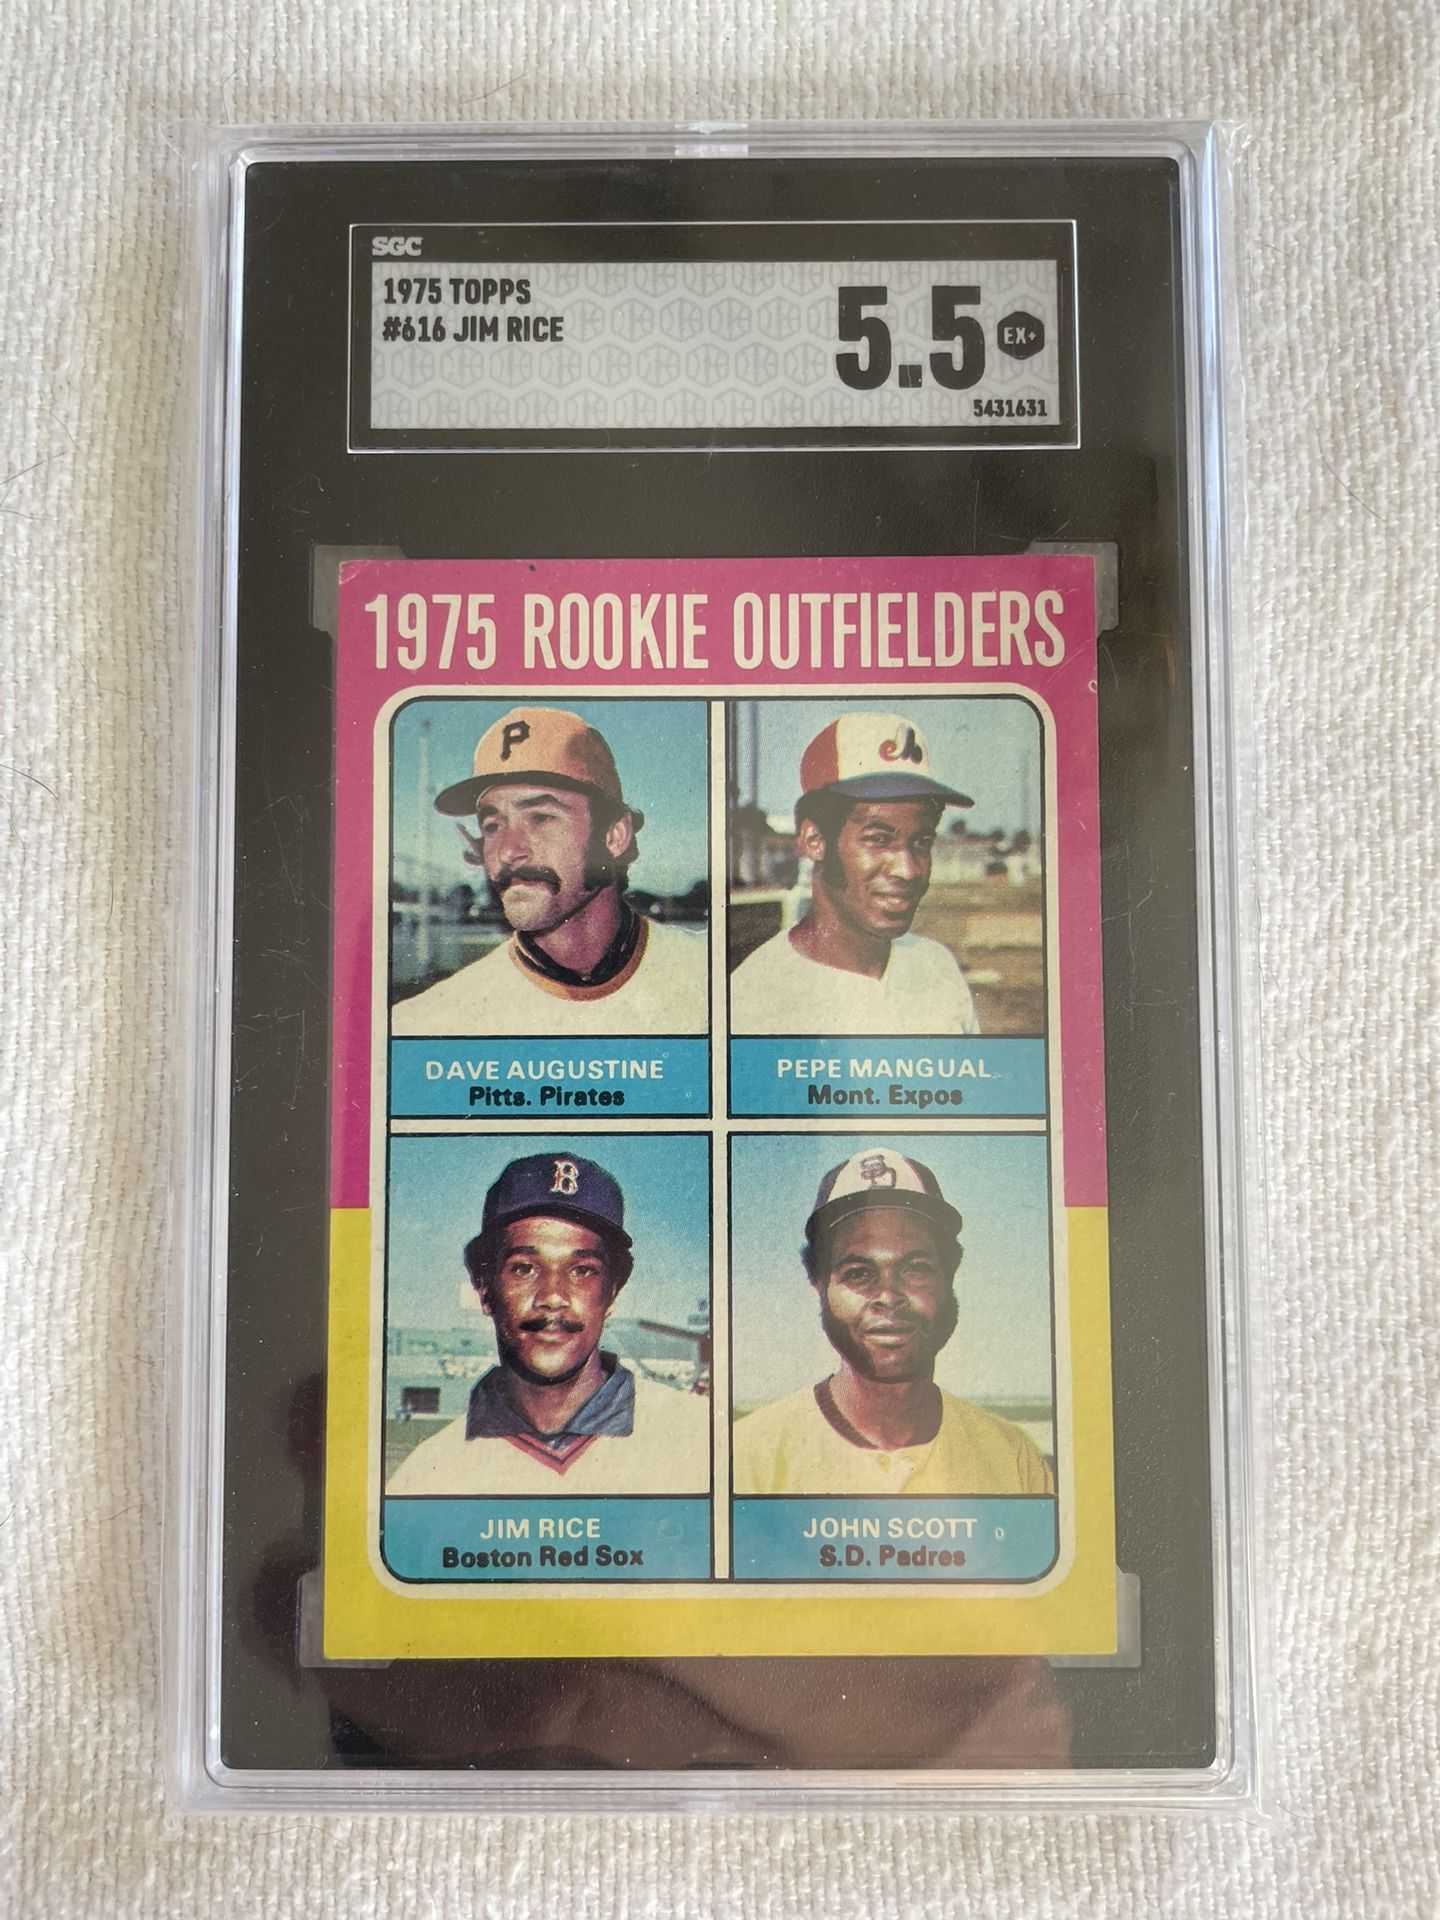 SGC
1975 TOPPS
#616 JIM RICE
5.5 EX+
5431631
1975 ROOKIE OUTFIELDERS
P
M
DAVE AUGUSTINE
Pitts. Pirates
PEPE MANGUAL
Mont. Expos
B
SD
JIM RICE
Boston Red Sox
JOHN SCOTT
S.D. Padres